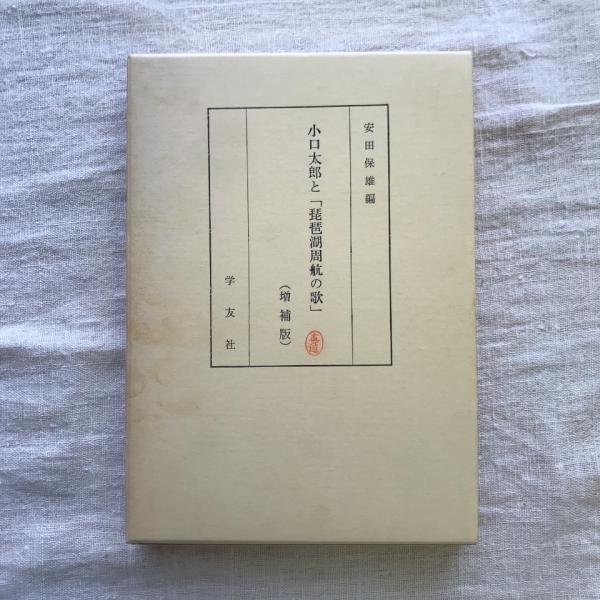 安田保雄編
小口太郎と「琵琶湖周航の歌」
(増補版)
学友社